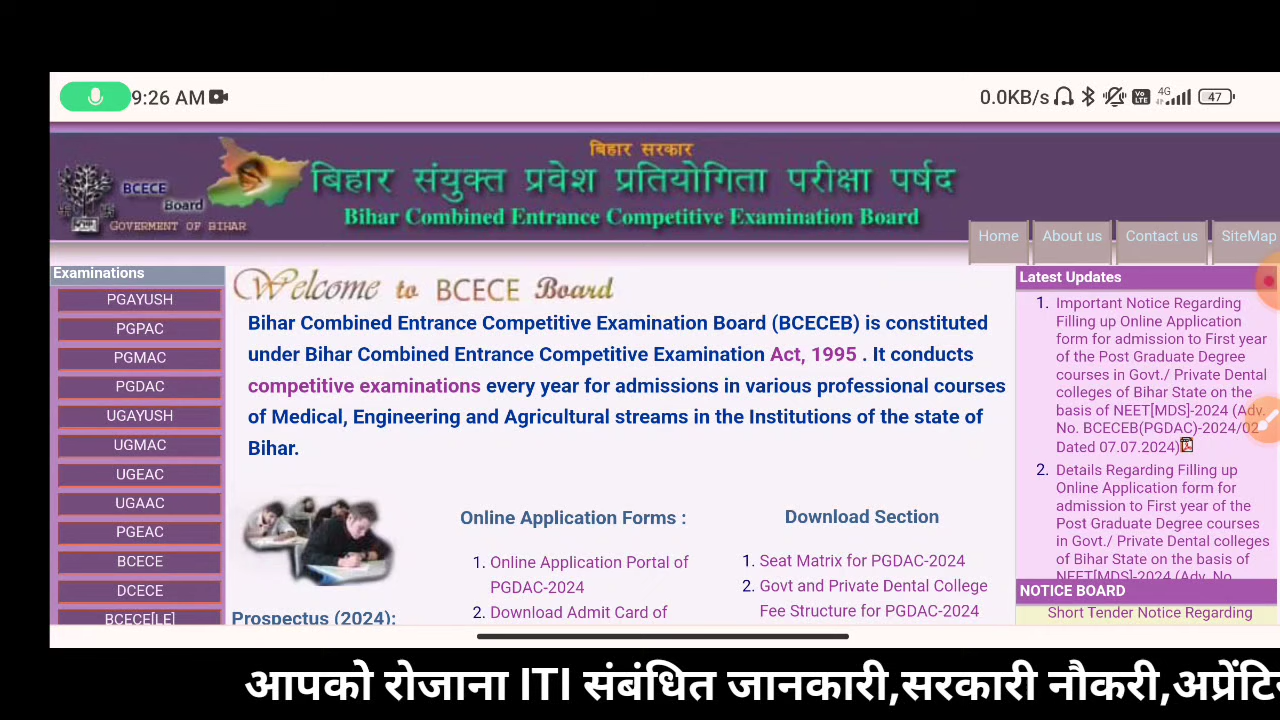 9:26 AM
0.0KB/s
Vo LTE
4G
47
बिहार सरकार
बिहार संयुक्त प्रवेश प्रतियोगिता परीक्षा पर्षद
Bihar Combined Entrance Competitive Examination Board
BCECE
Board
GOVERMENT OF BIHAR
Home
About us
Contact us
SiteMap
Examinations
PGAYUSH
PGPAC
PGMAC
PGDAC
UGAYUSH
UGMAC
UGEAC
UGAAC
PGEAC
BCECE
DCECE
BCECE[LE]
Welcome to BCECE Board
Bihar Combined Entrance Competitive Examination Board (BCECEB) is constituted
under Bihar Combined Entrance Competitive Examination Act, 1995 . It conducts
competitive examinations every year for admissions in various professional courses
of Medical, Engineering and Agricultural streams in the Institutions of the state of
Bihar.
Prospectus (2024):
Online Application Forms :
1. Online Application Portal of
PGDAC-2024
2. Download Admit Card of
Download Section
1. Seat Matrix for PGDAC-2024
2. Govt and Private Dental College
Fee Structure for PGDAC-2024
Latest Updates
1. Important Notice Regarding
Filling up Online Application
form for admission to First year
of the Post Graduate Degree
courses in Govt./ Private Dental
colleges of Bihar State on the
basis of NEET[MDS]-2024 (Adv.
No. BCECEB(PGDAC)-2024/02
Dated 07.07.2024)
2. Details Regarding Filling up
Online Application form for
admission to First year of the
Post Graduate Degree courses
in Govt./ Private Dental colleges
of Bihar State on the basis of
NEET[MDS]-2024 (Adv. No.
NOTICE BOARD
Short Tender Notice Regarding
आपको रोजाना ITI संबंधित जानकारी,सरकारी नौकरी,